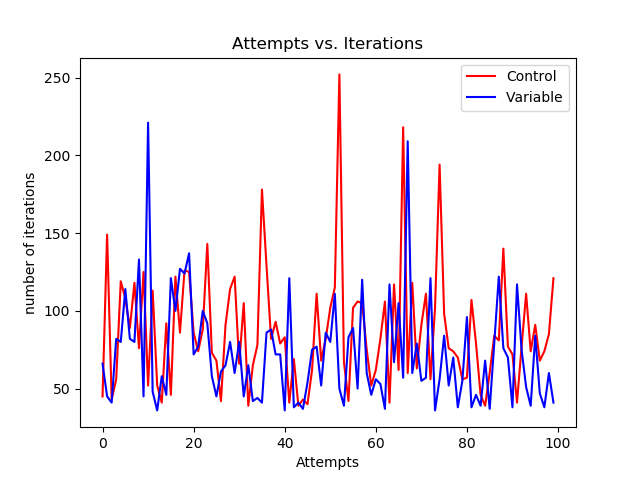 Attempts vs. Iterations
Control
Variable
number of iterations
250
200
150
100
50
0 20 40 60 80 100
Attempts